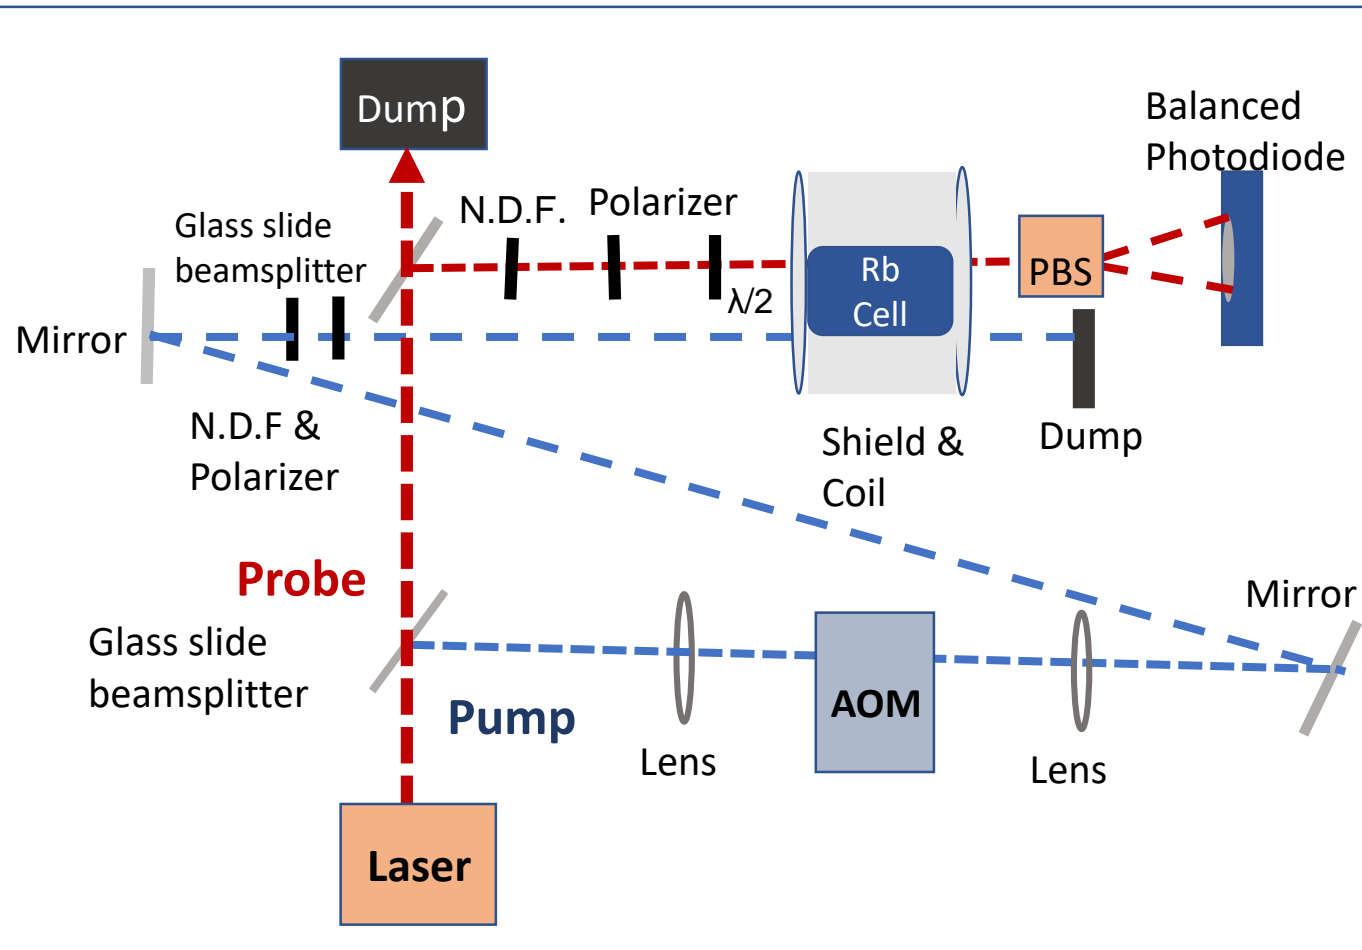 Dump
Balanced
Photodiode
N.D.F.
Polarizer
Glass slide
beamsplitter
λ/2
Rb
Cell
PBS
Mirror
N.D.F &
Polarizer
Shield &
Coil
Dump
Probe
Mirror
Glass slide
beamsplitter
Pump
AOM
Lens
Lens
Laser